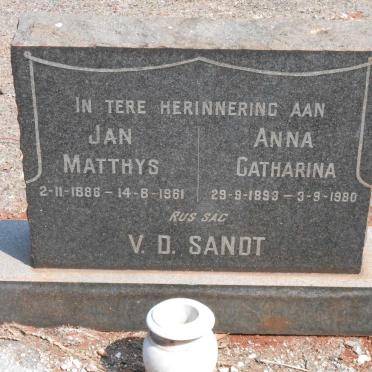 IN TERE HERINNERING AAN
JAN ANNA
MATTHYS CATHARINA
2-11-1886 – 14-8-1961 29-9-1893 – 3-9-1980
RUS SAG
V. D. SANDT